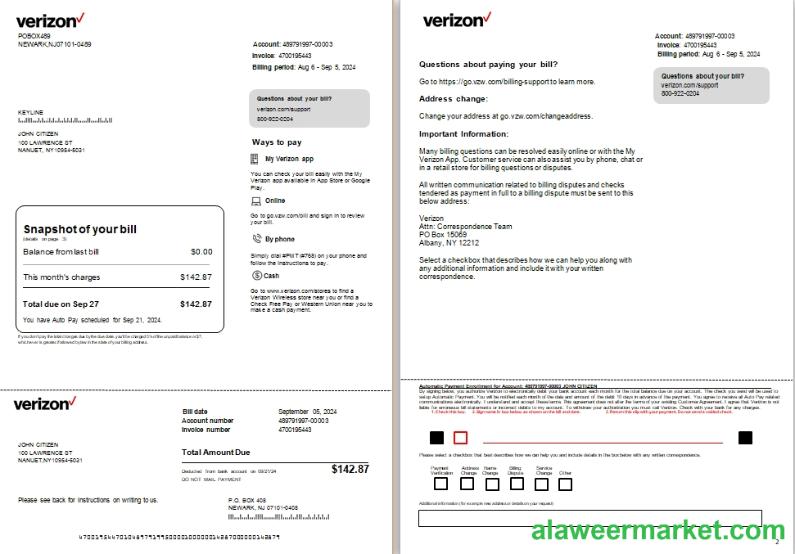 verizon
POBOX489
NEWARK,NJ07101-0489
Account: 489791997-00003
Invoice: 4700195443
Billing period: Aug 6 - Sep 5, 2024
Questions about your bill?
verizon.com/support
800-922-0204
KEYLINE
JOHN CITIZEN
100 LAWRENCE ST
NANUET, NY10954-5031
Ways to pay
My Verizon app
You can check your bill easily with the My
Verizon app available in App Store or Google
Play.
Online
Go to go.vzw.com/bill and sign in to review
your bill.
By phone
Simply dial #PMT (#768) on your phone and
follow the instructions to pay.
Cash
Go to www.verizon.com/stores to find a
Verizon Wireless store near you or find a
Check Free Pay or Western Union near you to
make a cash payment.
Snapshot of your bill
(details on page 3)
Balance from last bill $0.00
This month's charges $142.87
Total due on Sep 27 $142.87
You have Auto Pay scheduled for Sep 21, 2024.
verizon
Bill date September 05, 2024
Account number 489791997-00003
Invoice number 4700195443
JOHN CITIZEN
100 LAWRENCE ST
NANUET,NY10954-5031
Total Amount Due
Deducted from bank account on 09/21/24
DO NOT MAIL PAYMENT
$142.87
Please see back for instructions on writing to us.
P.O. BOX 408
NEWARK, NJ 07101-0408
verizon
Account: 489791997-00003
Invoice: 4700195443
Billing period: Aug 6 - Sep 5, 2024
Questions about your bill?
verizon.com/support
800-922-0204
Questions about paying your bill?
Go to https://go.vzw.com/billing-support to learn more.
Address change:
Change your address at go.vzw.com/changeaddress.
Important Information:
Many billing questions can be resolved easily online or with the My
Verizon App. Customer service can also assist you by phone, chat or
in a retail store for billing questions or disputes.
All written communication related to billing disputes and checks
tendered as payment in full to a billing dispute must be sent to this
below address:
Verizon
Attn: Correspondence Team
PO Box 15069
Albany, NY 12212
Select a checkbox that describes how we can help you along with
any additional information and include it with your written
correspondence.
Automatic Payment Enrollment for Account: 489791997-00003 JOHN CITIZEN
Please select a checkbox that best describes how we can help you and include details in the box below with any written correspondence.
Payment
Verification
Address
Change
Name
Change
Billing
Dispute
Service
Change
Other
Additional information (for example new address or details on your request)
2
alaweermarket.com